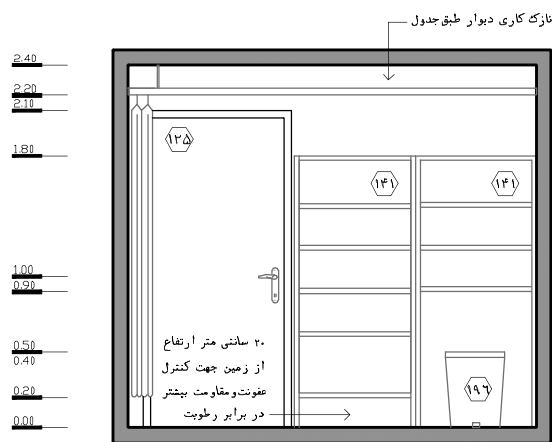 نازک کاری دیوار طبق جدول
2.40
2.20
2.10
1.80
1.00
0.90
0.50
0.40
0.20
0.00
۱۲۵
۱۴۱
۱۴۱
۱۹۶
۲۰ سانتی متر ارتفاع
از زمین جهت کنترل
عفونت و مقاومت بیشتر
در برابر رطوبت